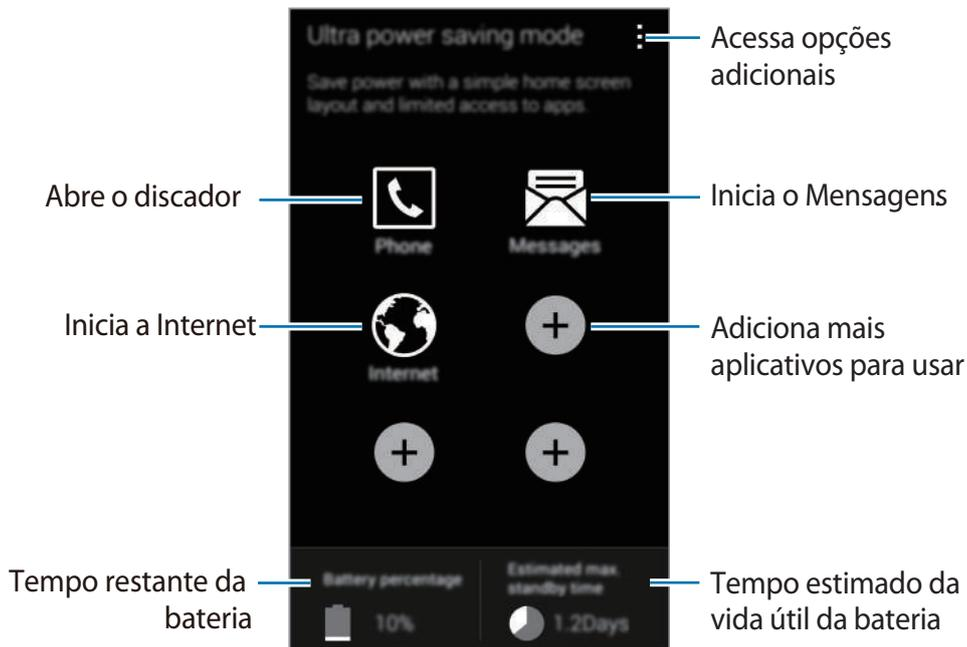 Ultra power saving mode
Acessa opções
adicionais
Save power with a simple home screen
layout and limited access to apps.
Abre o discador
Phone
Inicia o Mensagens
Messages
Inicia a Internet
Internet
Adiciona mais
aplicativos para usar
Tempo restante da
bateria
Battery percentage
10%
Estimated max.
standby time
1.2Days
Tempo estimado da
vida útil da bateria